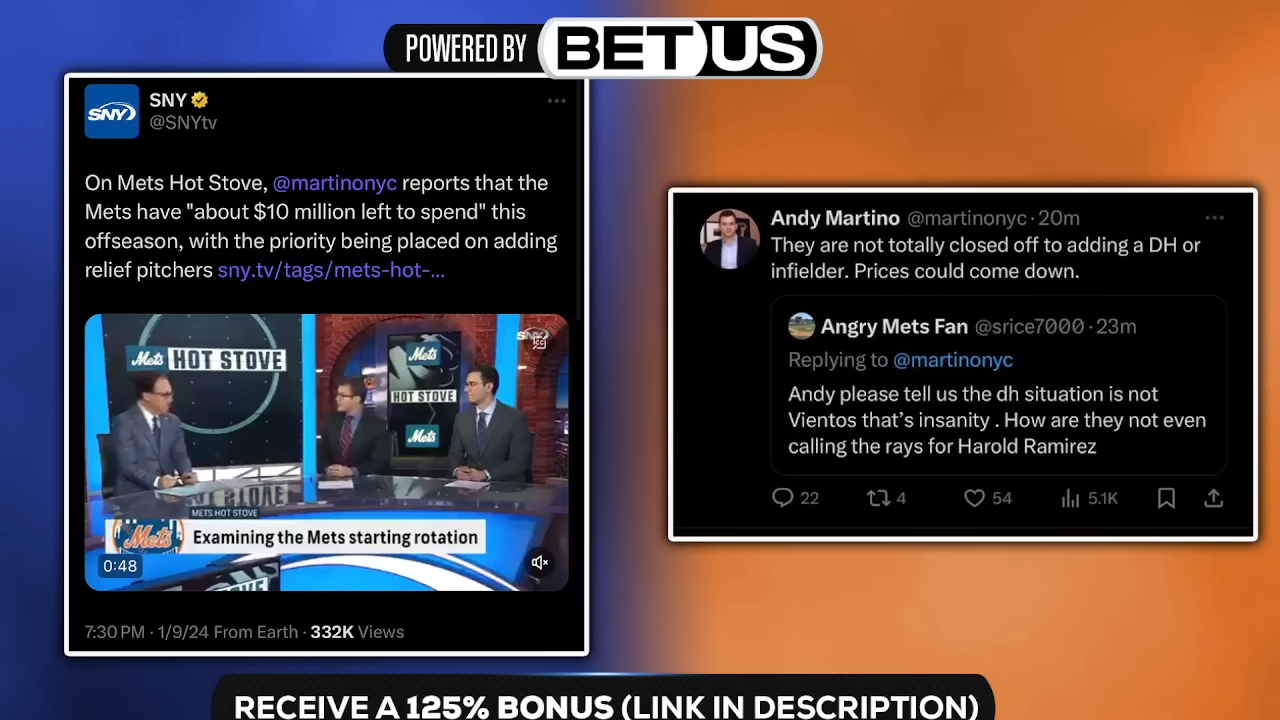 POWERED BY BETUS
SNY
SNY
@SNYtv
On Mets Hot Stove, @martinonyc reports that the
Mets have "about $10 million left to spend" this
offseason, with the priority being placed on adding
relief pitchers sny.tv/tags/mets-hot-...
SNY
Mets HOT STOVE
Mets
HOT STOVE
Mets
METS HOT STOVE
Mets
Examining the Mets starting rotation
0:48
7:30 PM · 1/9/24 From Earth · 332K Views
Andy Martino @martinonyc · 20m
They are not totally closed off to adding a DH or
infielder. Prices could come down.
Angry Mets Fan @srice7000 · 23m
Replying to @martinonyc
Andy please tell us the dh situation is not
Vientos that's insanity . How are they not even
calling the rays for Harold Ramirez
22 4 54 5.1K
RECEIVE A 125% BONUS (LINK IN DESCRIPTION)